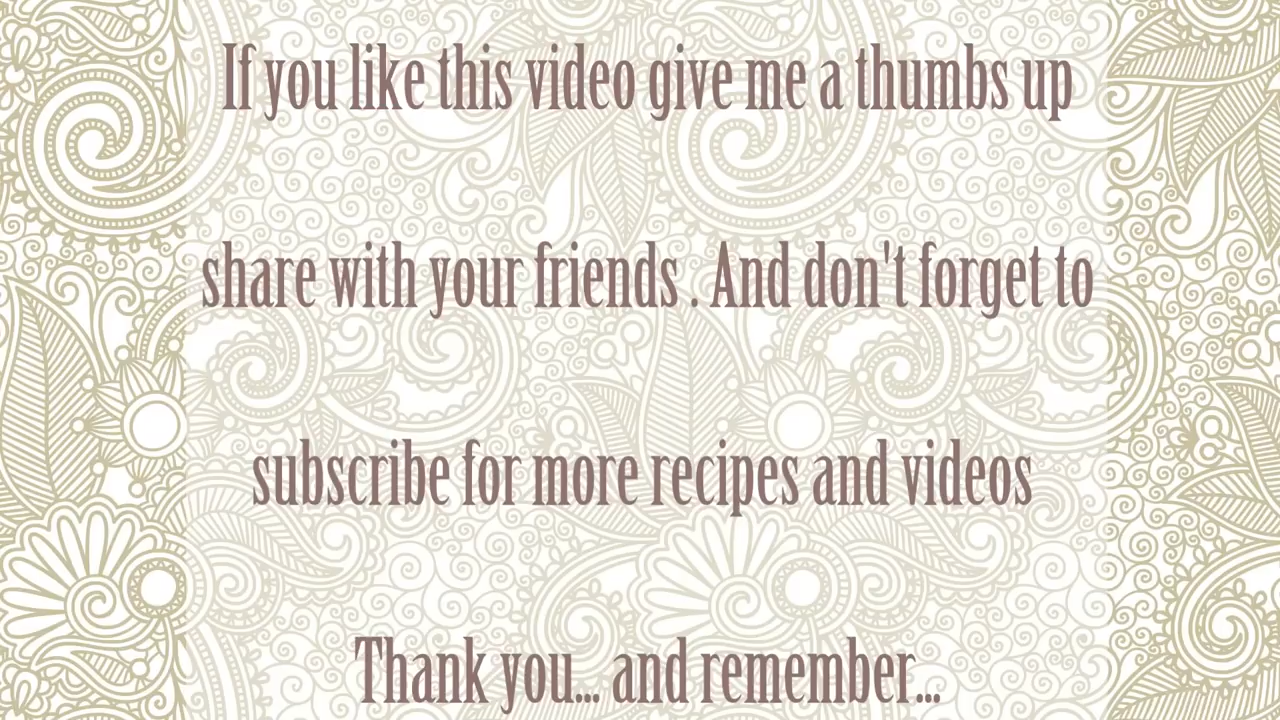 If you like this video give me a thumbs up
share with your friends . And don't forget to
subscribe for more recipes and videos
Thank you... and remember...